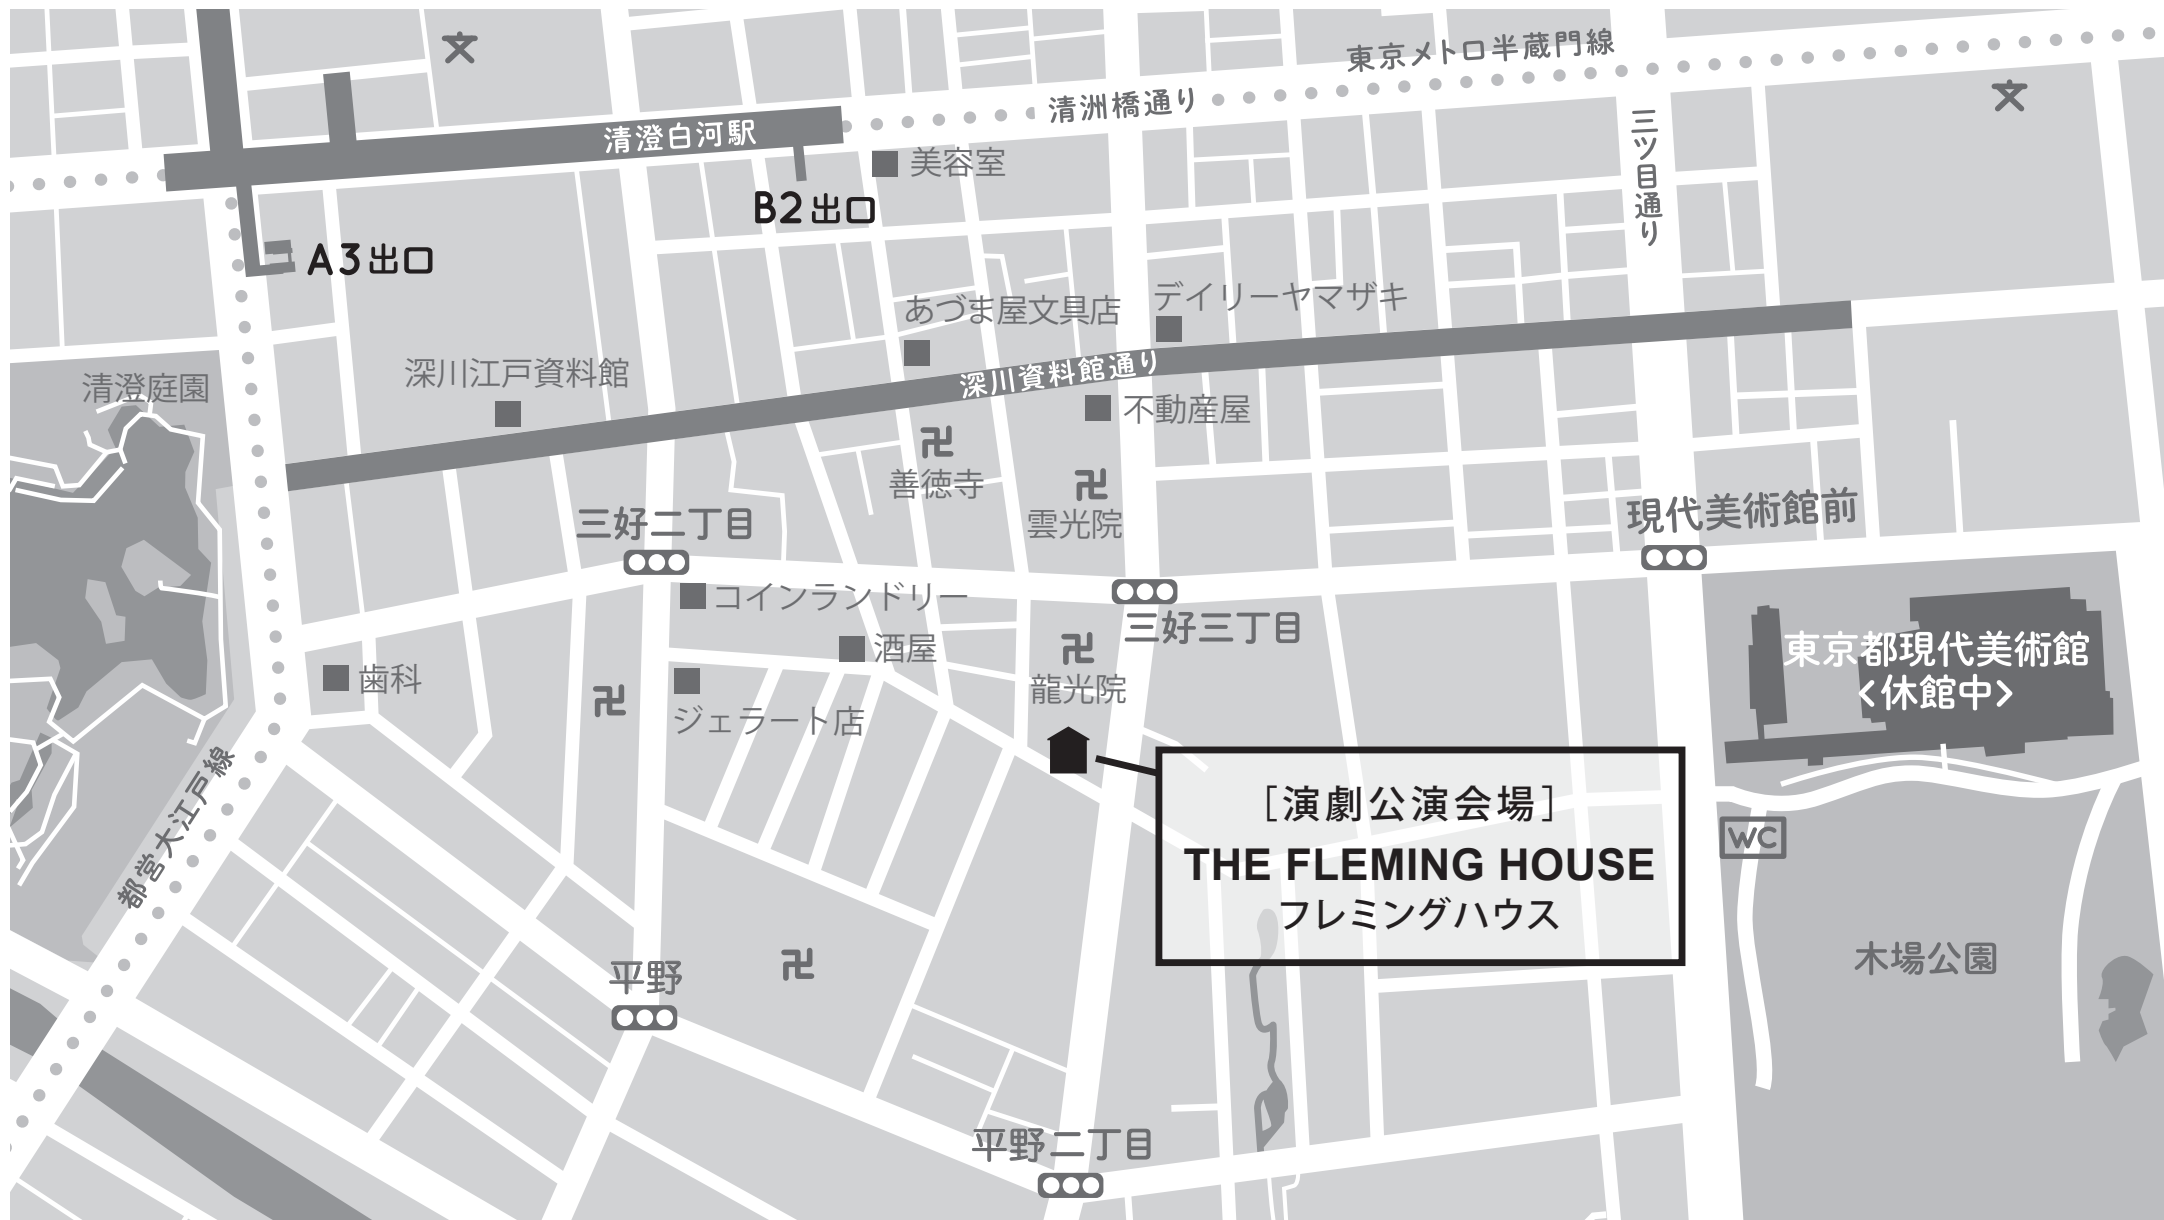 東京メトロ半蔵門線
清洲橋通り
清澄白河駅
三ツ目通り
美容室
B2出口
A3出口
あづま屋文具店
デイリーヤマザキ
深川江戸資料館
深川資料館通り
清澄庭園
不動産屋
善徳寺
雲光院
三好二丁目
現代美術館前
コインランドリー
三好三丁目
酒屋
東京都現代美術館
<休館中>
歯科
龍光院
ジェラート店
都営大江戸線
[演劇公演会場]
THE FLEMING HOUSE
フレミングハウス
WC
木場公園
平野
平野二丁目